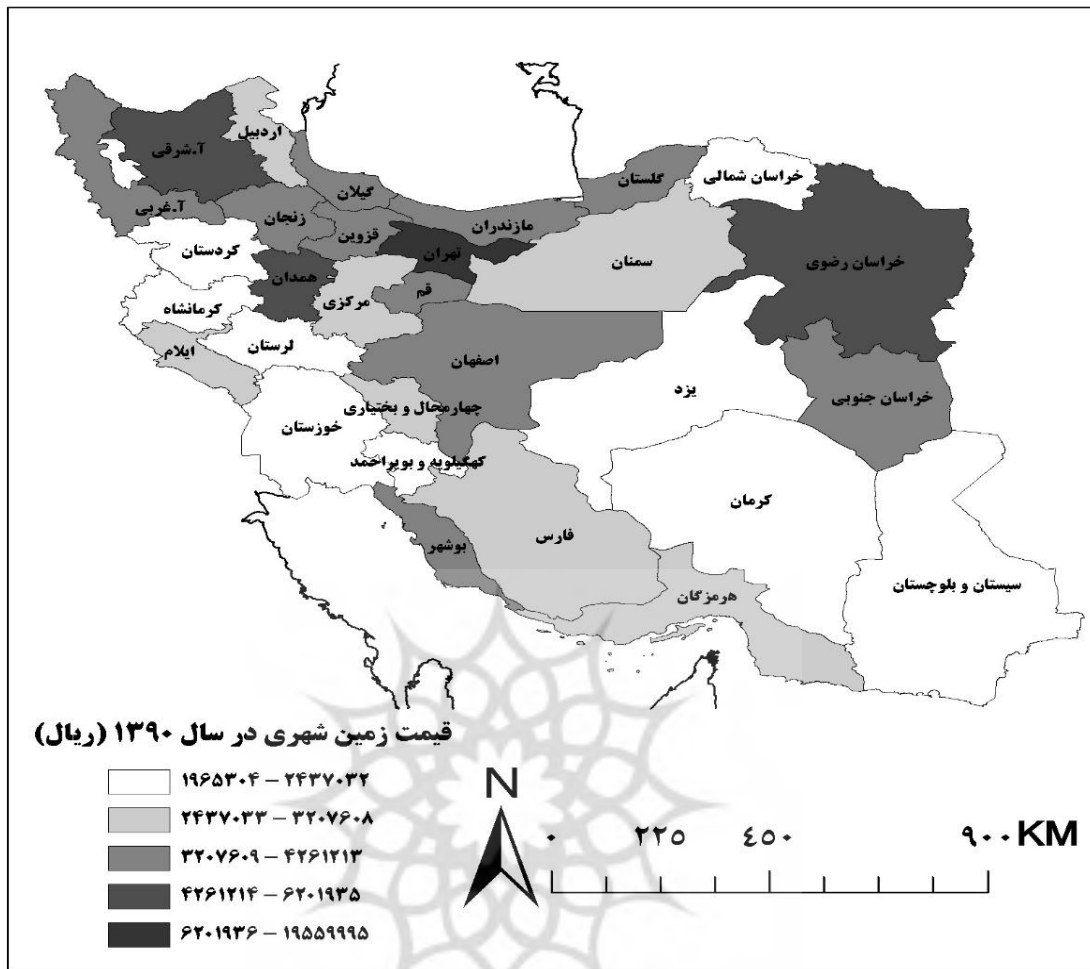 اردبیل
آ.شرقی
گیلان
گلستان
خراسان شمالی
آ.غربی
زنجان
مازندران
قزوین
تهران
کردستان
سمنان
خراسان رضوی
همدان
قم
مرکزی
کرمانشاه
لرستان
ایلام
اصفهان
یزد
خراسان جنوبی
چهارمحال و بختیاری
خوزستان
کهگیلویه و بویراحمد
کرمان
فارس
بوشهر
سیستان و بلوچستان
هرمزگان
قیمت زمین شهری در سال ۱۳۹۰ (ریال)
۱۹۶۵۳۰۴ – ۲۴۳۷۰۳۲
۲۴۳۷۰۳۳ – ۳۲۰۷۶۰۸
۳۲۰۷۶۰۹ – ۴۲۶۱۲۱۳
۴۲۶۱۲۱۴ – ۶۲۰۱۹۳۵
۶۲۰۱۹۳۶ – ۱۹۵۵۹۹۹۵
N
۰ ۲۲۵ ٤٥۰ ۹۰۰ KM